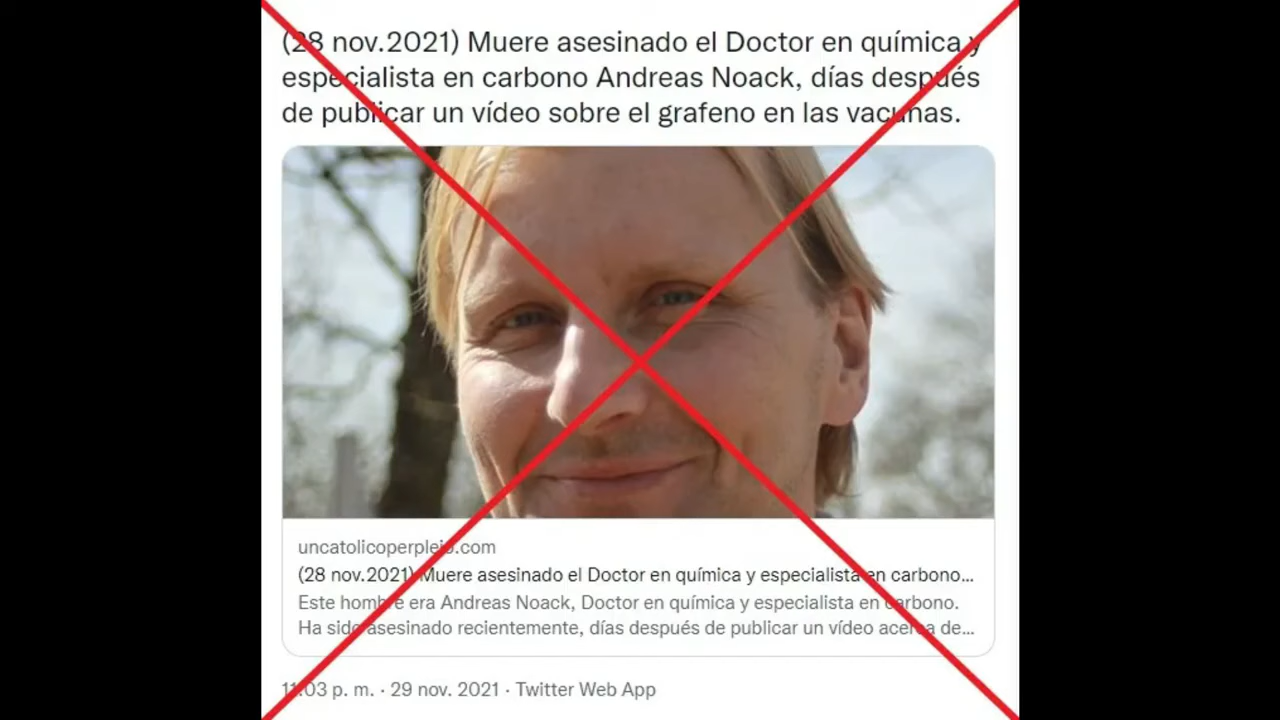 (28 nov.2021) Muere asesinado el Doctor en química y
especialista en carbono Andreas Noack, días después
de publicar un vídeo sobre el grafeno en las vacunas.
uncatolicoperplejo.com
(28 nov.2021) Muere asesinado el Doctor en química y especialista en carbono...
Este hombre era Andreas Noack, Doctor en química y especialista en carbono.
Ha sido asesinado recientemente, días después de publicar un vídeo acerca de...
11:03 p. m. · 29 nov. 2021 · Twitter Web App